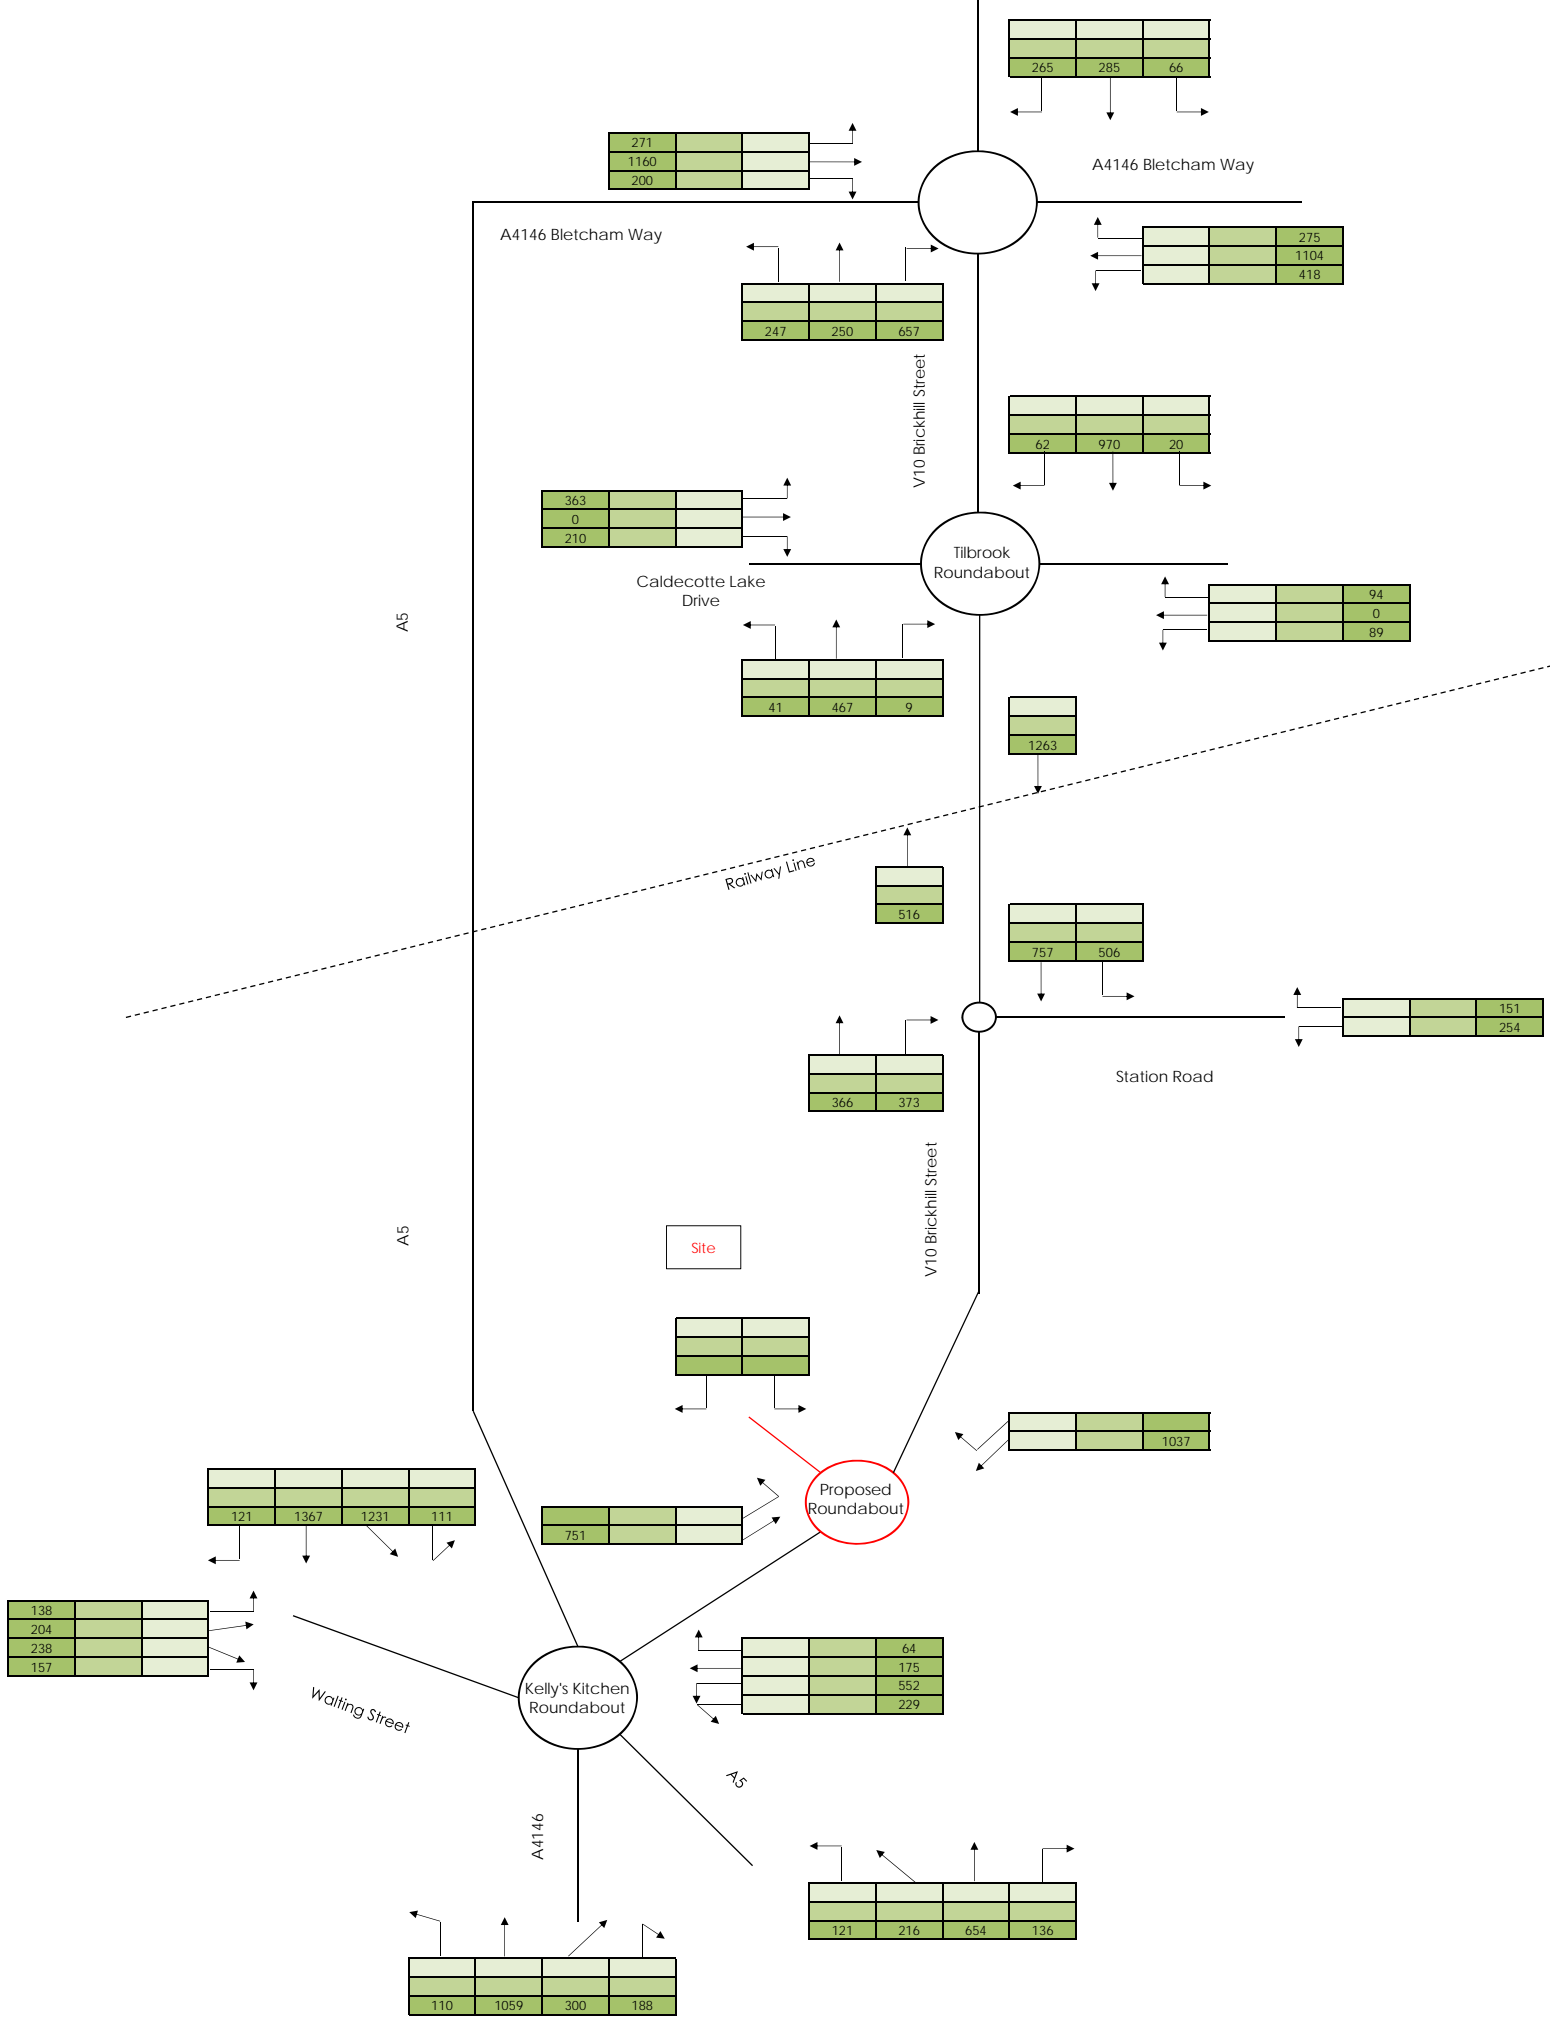 265 285 66
271
1160
200
A4146 Bletcham Way
A4146 Bletcham Way
275
1104
418
247 250 657
V10 Brickhill Street
62 970 20
363
0
210
Tilbrook
Roundabout
Caldecotte Lake
Drive
94
0
89
A5
41 467 9
1263
Railway Line
516
757 506
151
254
Station Road
366 373
V10 Brickhill Street
A5
Site
1037
Proposed
Roundabout
751
121 1367 1231 111
138
204
238
157
64
175
552
229
Kelly's Kitchen
Roundabout
Walting Street
A5
A4146
121 216 654 136
110 1059 300 188